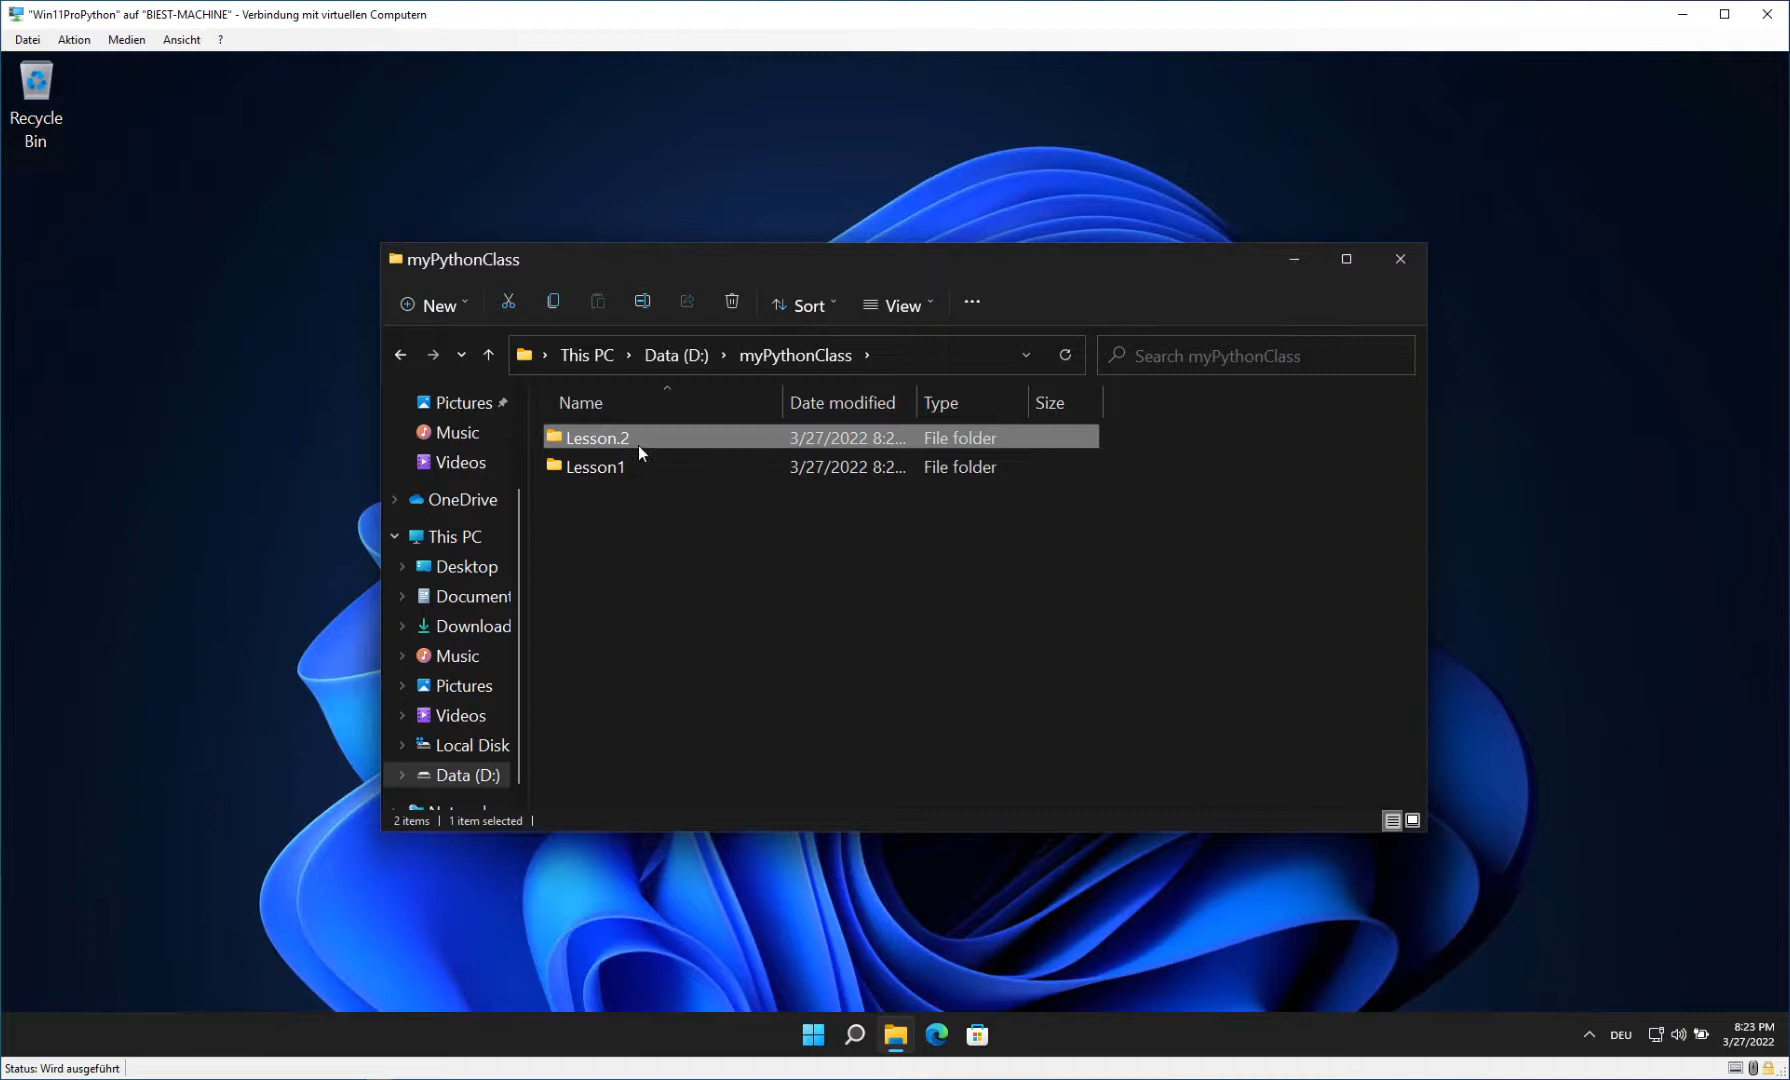 "Win11ProPython" auf "BIEST-MACHINE" - Verbindung mit virtuellen Computern
Datei Aktion Medien Ansicht ?
Recycle
Bin
myPythonClass
New Sort View ...
This PC Data (D:) myPythonClass Search myPythonClass
Name Date modified Type Size
Lesson.2 3/27/2022 8:2... File folder
Lesson1 3/27/2022 8:2... File folder
Pictures
Music
Videos
OneDrive
This PC
Desktop
Document
Download
Music
Pictures
Videos
Local Disk
Data (D:)
2 items 1 item selected
DEU
8:23 PM
3/27/2022
Status: Wird ausgeführt